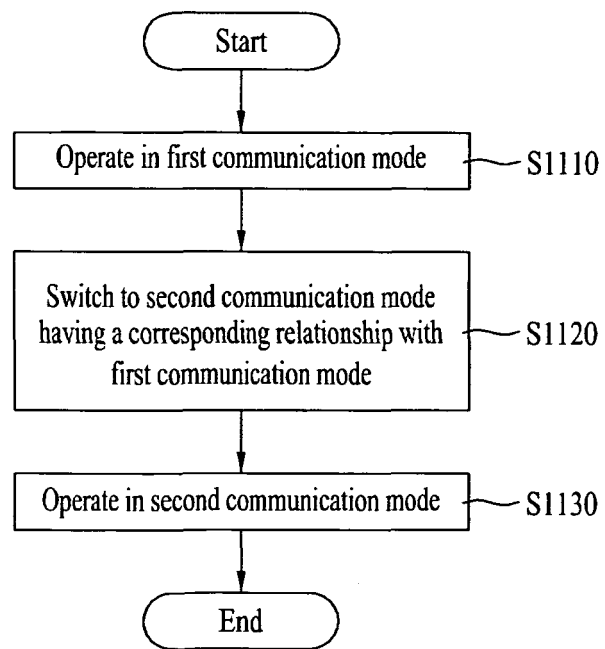 Start
Operate in first communication mode
S1110
Switch to second communication mode
having a corresponding relationship with
first communication mode
S1120
Operate in second communication mode
S1130
End